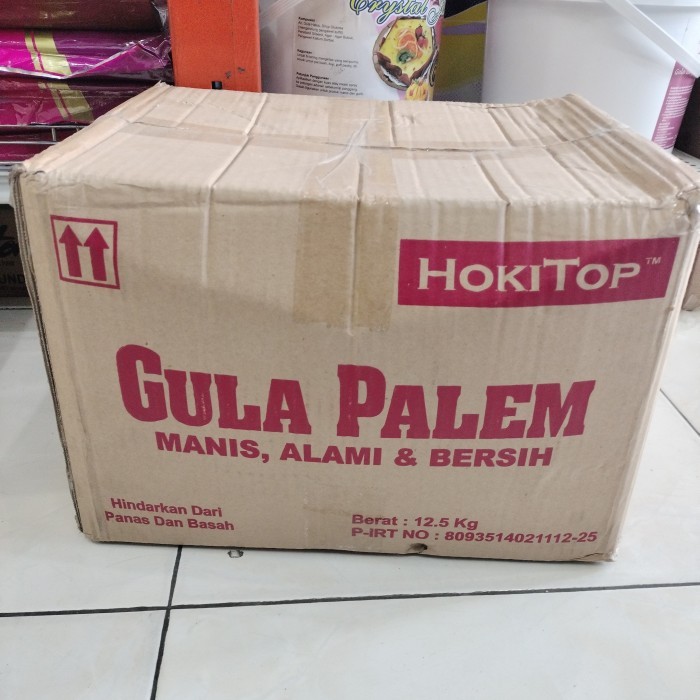 Crystal
HOKITOP™
GULA PALEM
MANIS, ALAMI & BERSIH
Hindarkan Dari
Panas Dan Basah
Berat : 12.5 Kg
P-IRT NO : 8093514021112-25